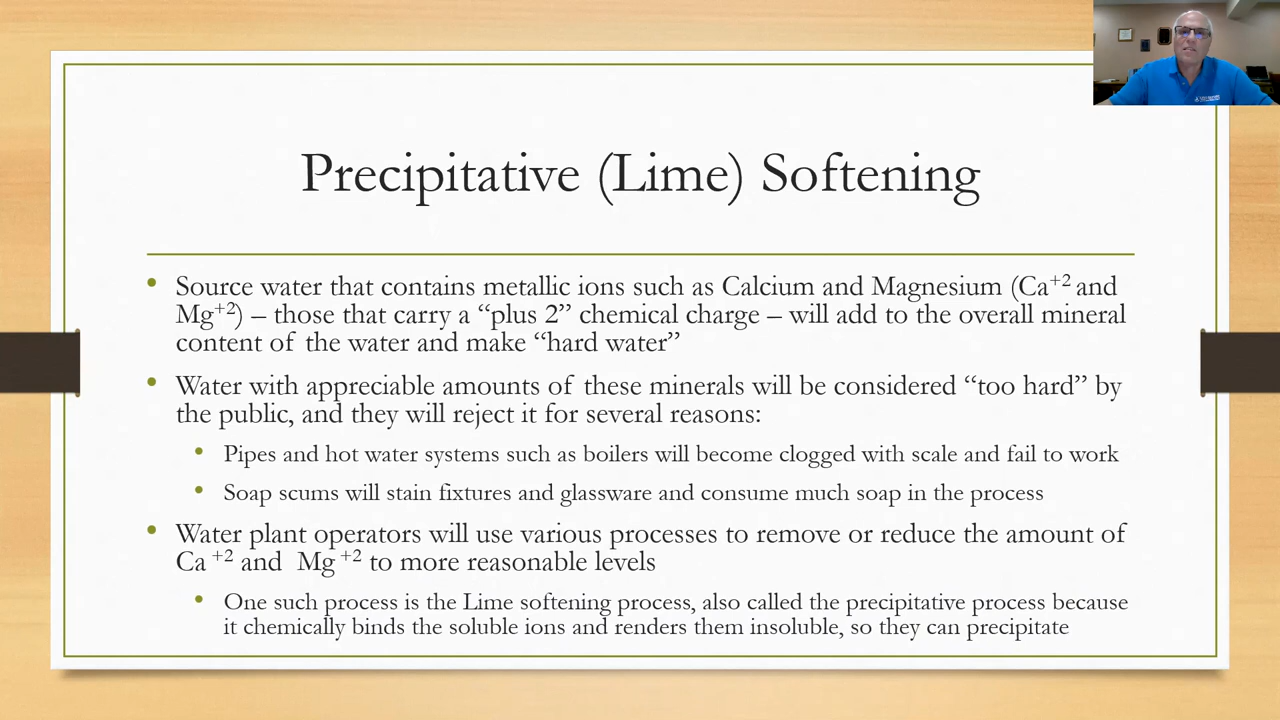 Precipitative (Lime) Softening
• Source water that contains metallic ions such as Calcium and Magnesium (Ca⁺² and
Mg⁺²) – those that carry a “plus 2” chemical charge – will add to the overall mineral
content of the water and make “hard water”
• Water with appreciable amounts of these minerals will be considered “too hard” by
the public, and they will reject it for several reasons:
• Pipes and hot water systems such as boilers will become clogged with scale and fail to work
• Soap scums will stain fixtures and glassware and consume much soap in the process
• Water plant operators will use various processes to remove or reduce the amount of
Ca ⁺² and Mg ⁺² to more reasonable levels
• One such process is the Lime softening process, also called the precipitative process because
it chemically binds the soluble ions and renders them insoluble, so they can precipitate